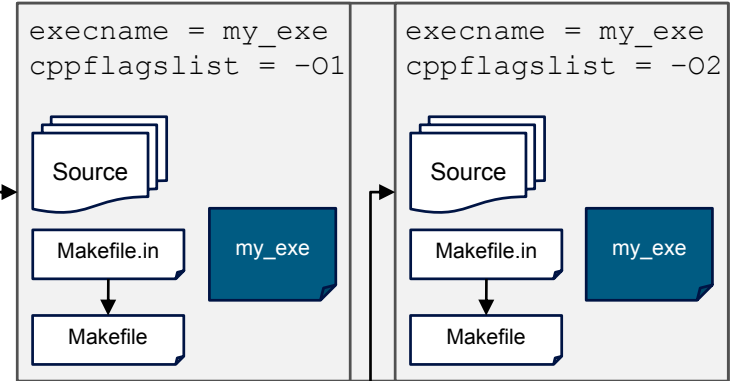 execname = my_exe
cppflagslist = -O1
Source
Makefile.in
my_exe
Makefile
execname = my_exe
cppflagslist = -O2
Source
Makefile.in
my_exe
Makefile